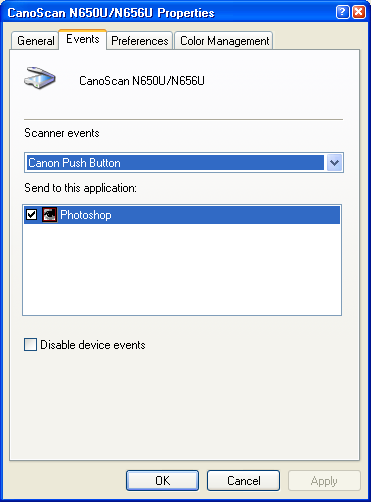 CanoScan N650U/N656U Properties
General Events Preferences Color Management
CanoScan N650U/N656U
Scanner events
Canon Push Button
Send to this application:
Photoshop
Disable device events
OK Cancel Apply